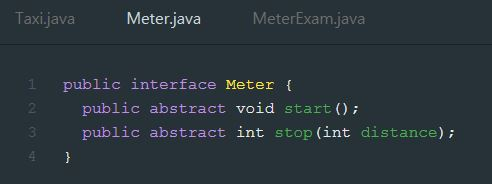 Taxi.java Meter.java MeterExam.java
1 public interface Meter {
2 public abstract void start();
3 public abstract int stop(int distance);
4 }